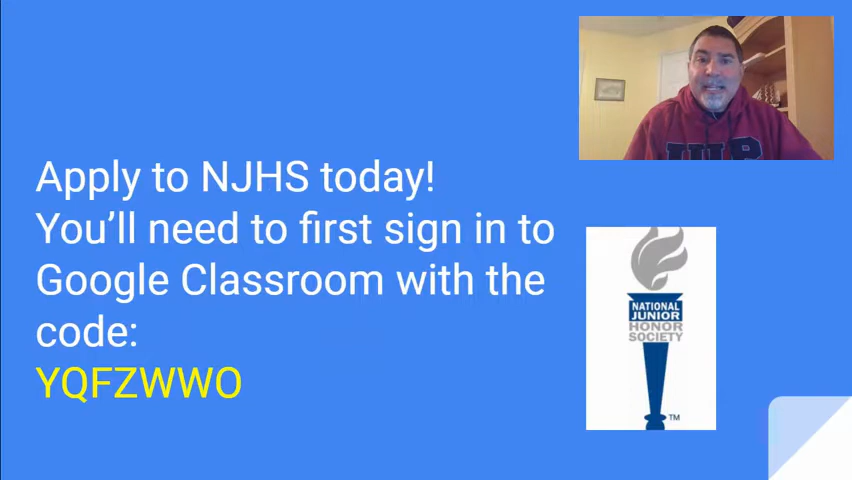 Apply to NJHS today!
You’ll need to first sign in to
Google Classroom with the
code:
YQFZWWO
NATIONAL
JUNIOR
HONOR
SOCIETY
TM